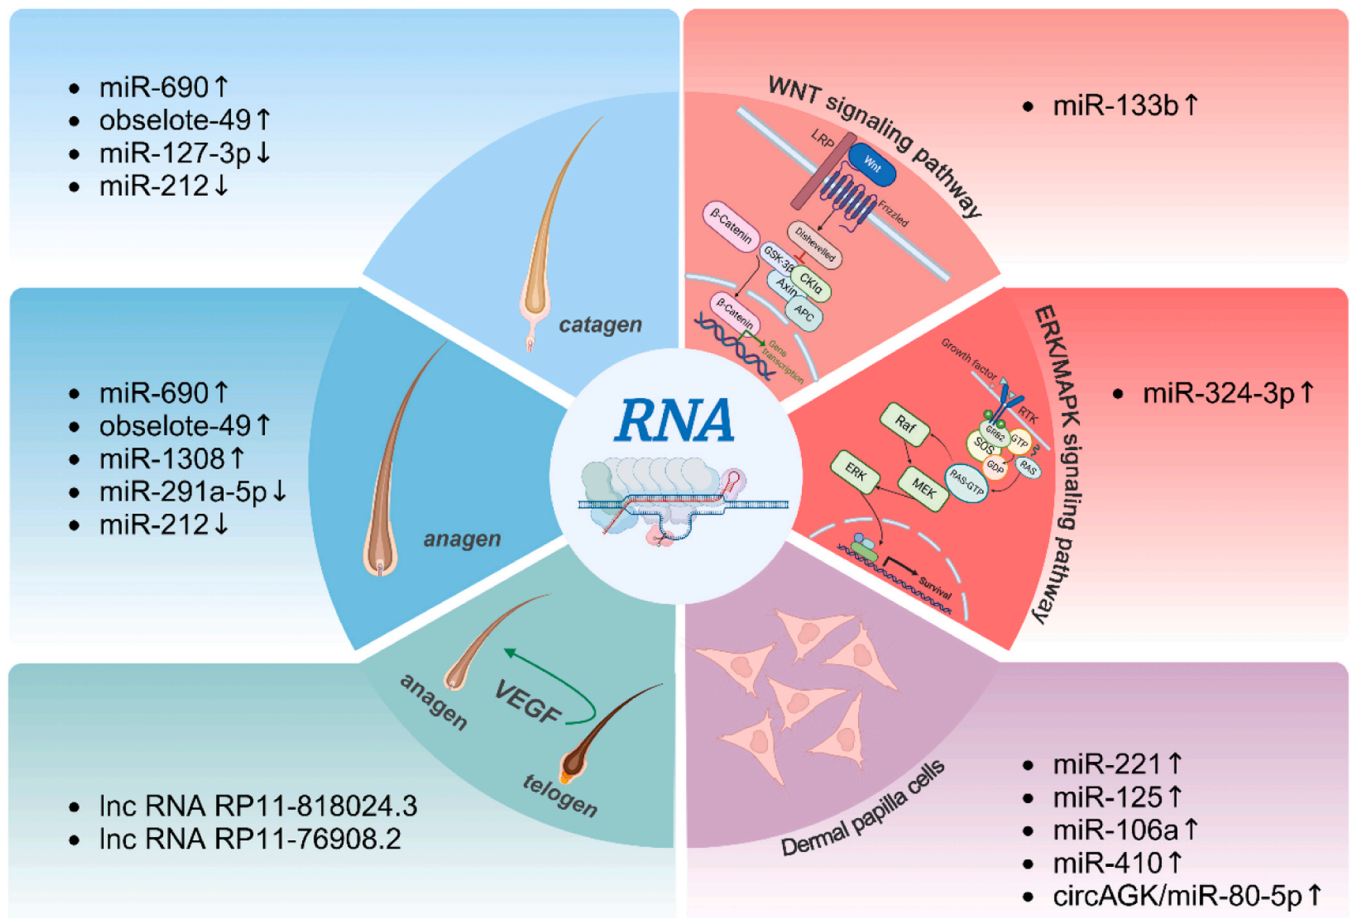 • miR-690↑
• obselote-49↑
• miR-127-3p↓
• miR-212↓
catagen
WNT signaling pathway
LRP
Wnt
Frizzled
β-Catenin
Dishevelled
GSK-3β
CKIα
Axin
APC
β-Catenin
Gene
transcription
• miR-133b↑
• miR-690↑
• obselote-49↑
• miR-1308↑
• miR-291a-5p↓
• miR-212↓
anagen
RNA
ERK/MAPK signaling pathway
Growth factor
RTK
P
P
GRB2
SOS
GTP
GDP
RAS
RAS-GTP
Raf
MEK
ERK
Survival
• miR-324-3p↑
anagen
VEGF
telogen
• lnc RNA RP11-818024.3
• lnc RNA RP11-76908.2
Dermal papilla cells
• miR-221↑
• miR-125↑
• miR-106a↑
• miR-410↑
• circAGK/miR-80-5p↑